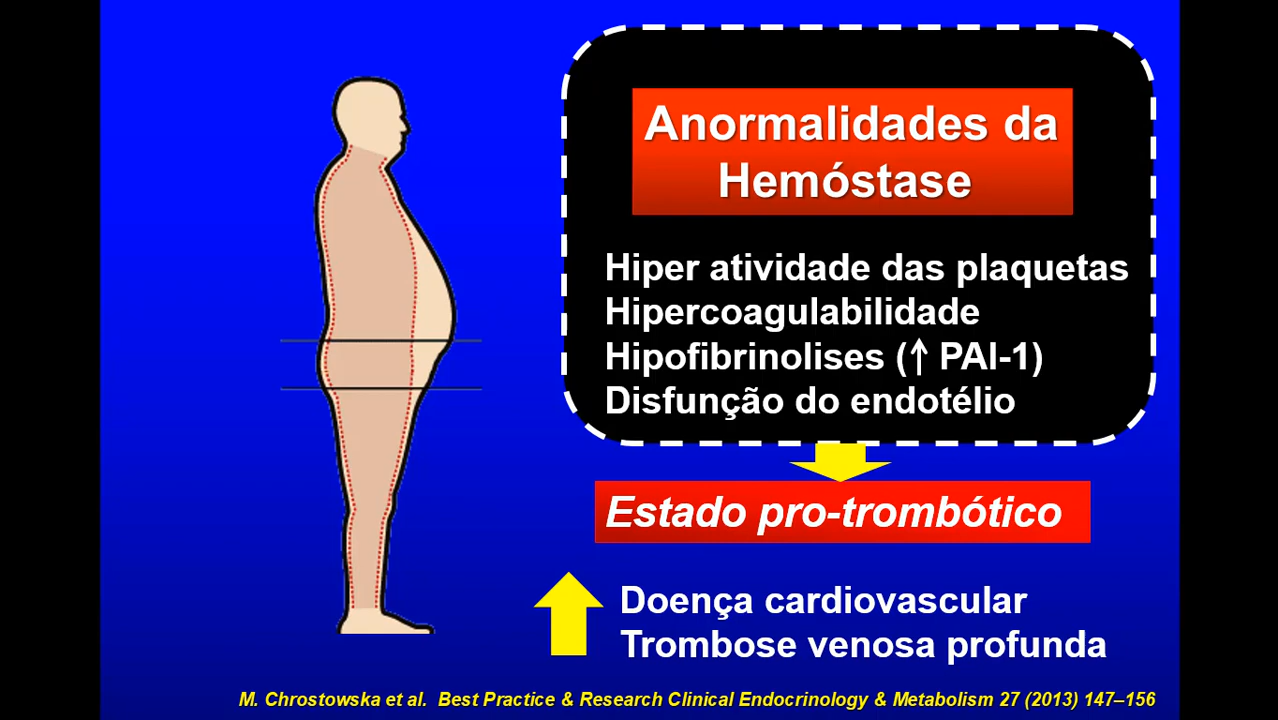 Anormalidades da
Hemóstase
Hiper atividade das plaquetas
Hipercoagulabilidade
Hipofibrinolises (↑ PAI-1)
Disfunção do endotélio
Estado pro-trombótico
Doença cardiovascular
Trombose venosa profunda
M. Chrostowska et al. Best Practice & Research Clinical Endocrinology & Metabolism 27 (2013) 147–156